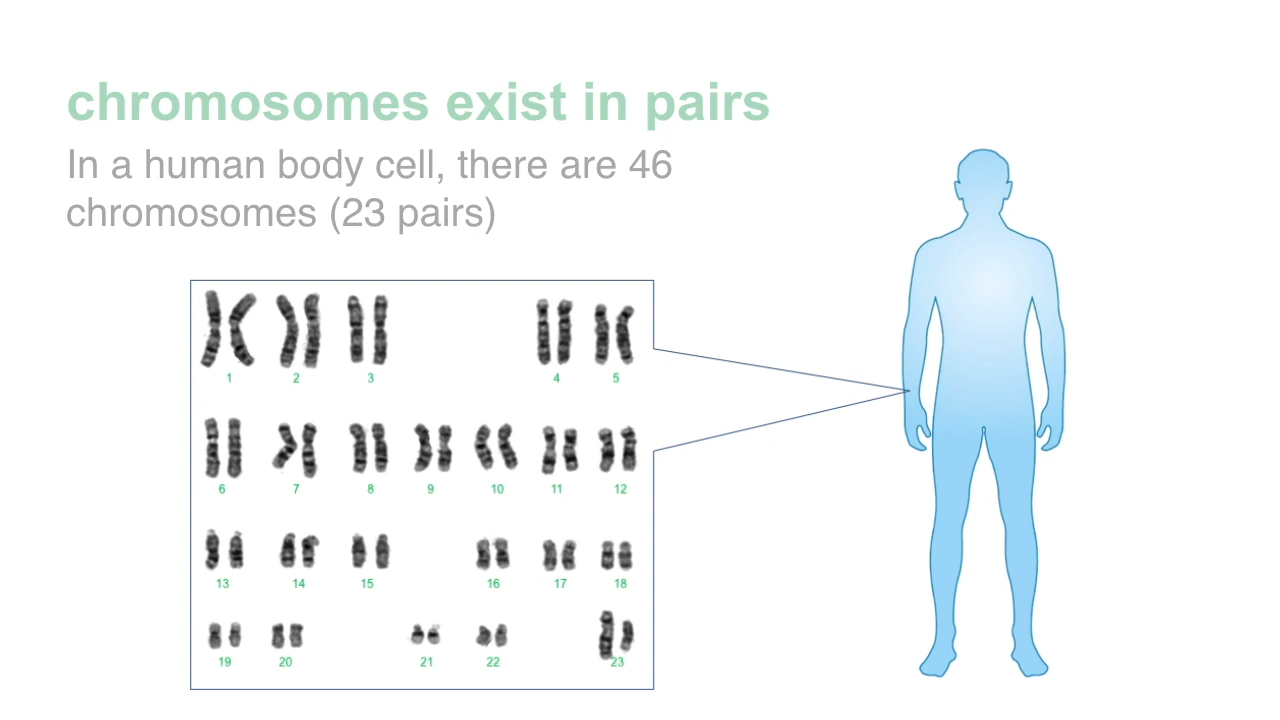 chromosomes exist in pairs
In a human body cell, there are 46
chromosomes (23 pairs)
1 2 3 4 5
6 7 8 9 10 11 12
13 14 15 16 17 18
19 20 21 22 23